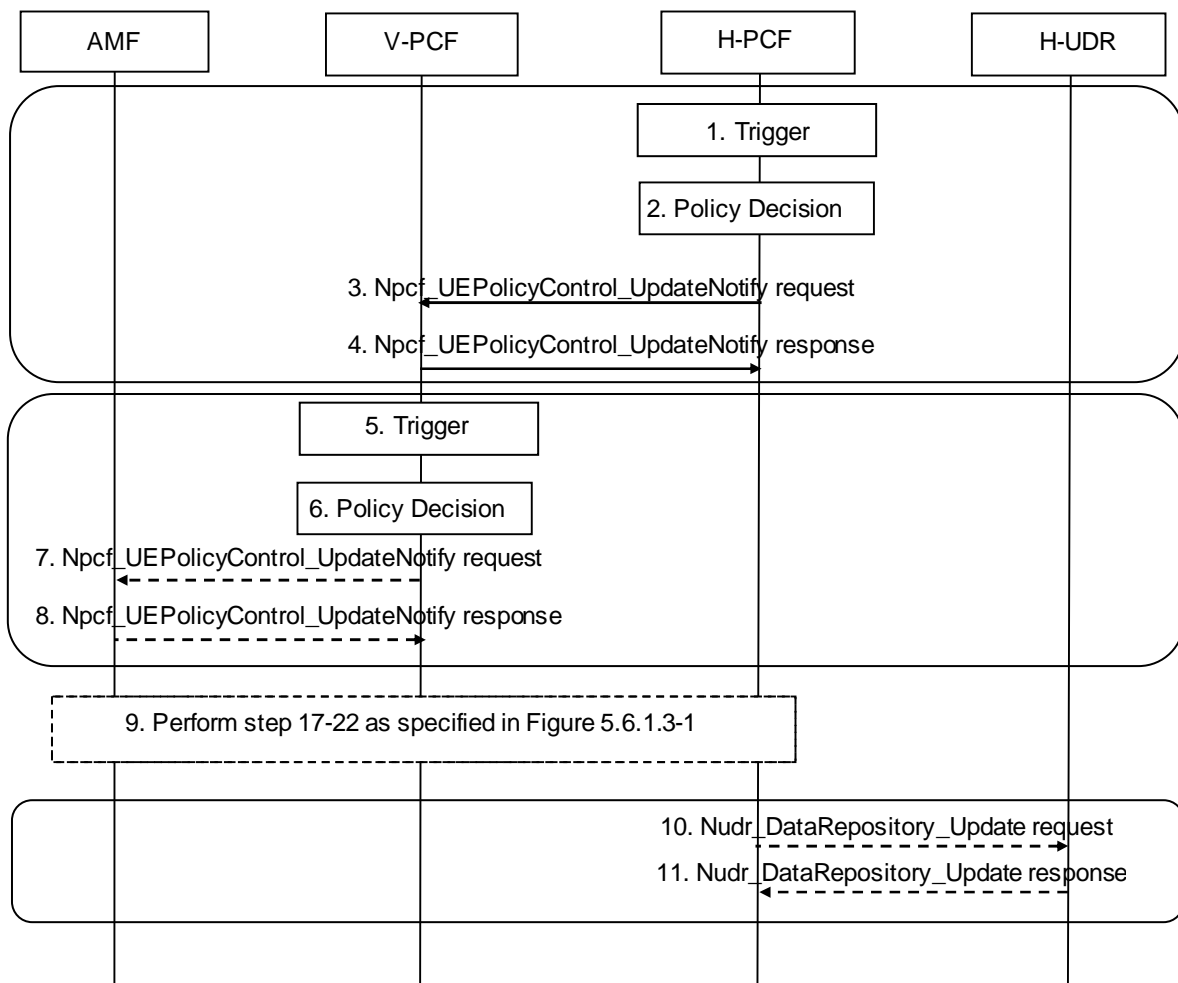 AMF
V-PCF
H-PCF
H-UDR
1. Trigger
2. Policy Decision
3. Npcf_UEPolicyControl_UpdateNotify request
4. Npcf_UEPolicyControl_UpdateNotify response
5. Trigger
6. Policy Decision
7. Npcf_UEPolicyControl_UpdateNotify request
8. Npcf_UEPolicyControl_UpdateNotify response
9. Perform step 17-22 as specified in Figure 5.6.1.3-1
10. Nudr_DataRepository_Update request
11. Nudr_DataRepository_Update response